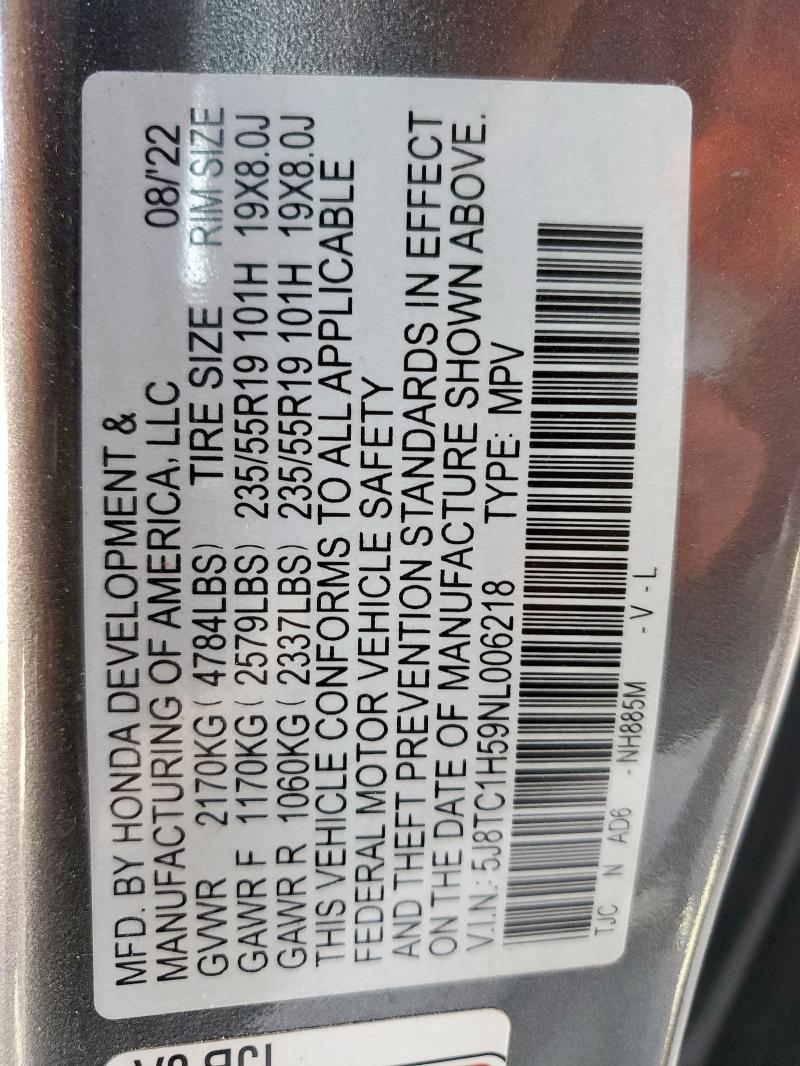 MFD. BY HONDA DEVELOPMENT &
MANUFACTURING OF AMERICA, LLC 08/'22
GVWR 2170KG ( 4784LBS) TIRE SIZE RIM SIZE
GAWR F 1170KG ( 2579LBS) 235/55R19 101H 19X8.0J
GAWR R 1060KG ( 2337LBS) 235/55R19 101H 19X8.0J
THIS VEHICLE CONFORMS TO ALL APPLICABLE
FEDERAL MOTOR VEHICLE SAFETY
AND THEFT PREVENTION STANDARDS IN EFFECT
ON THE DATE OF MANUFACTURE SHOWN ABOVE.
V.I.N.: 5J8TC1H59NL006218 TYPE: MPV
TJC N AD6 -NH885M - V - L